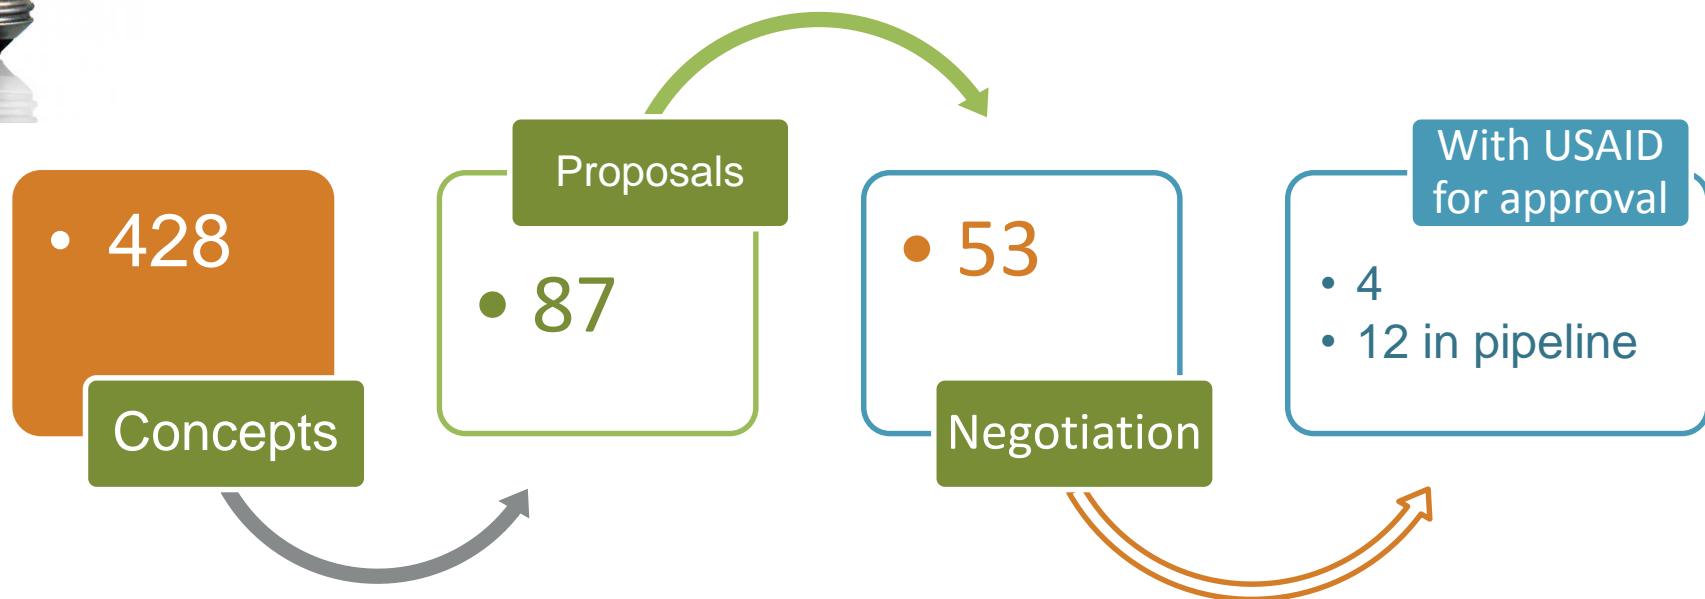 • 428
Concepts
Proposals
• 87
• 53
Negotiation
With USAID
for approval
• 4
• 12 in pipeline